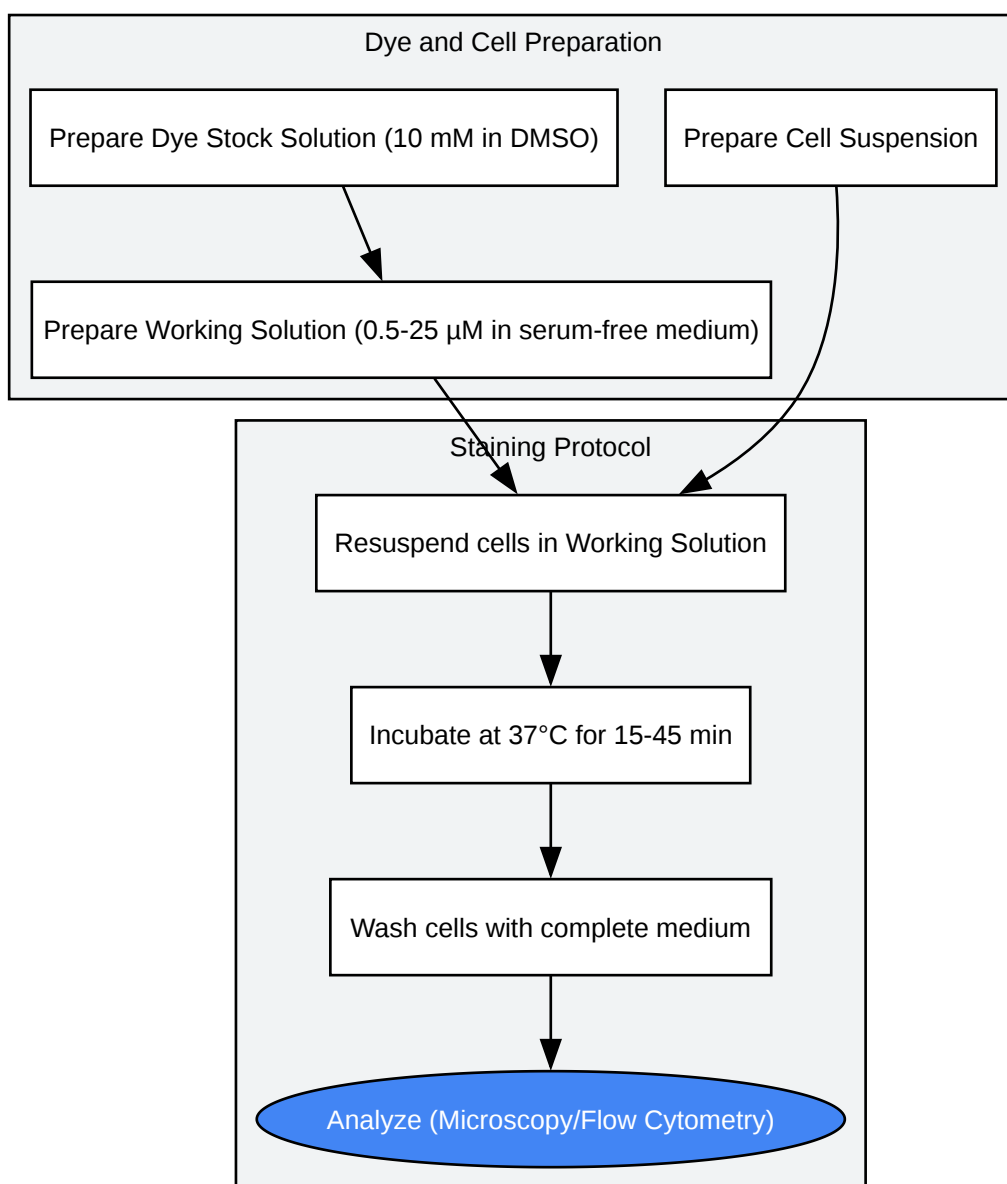 Dye and Cell Preparation
Prepare Dye Stock Solution (10 mM in DMSO)
Prepare Cell Suspension
Prepare Working Solution (0.5-25 µM in serum-free medium)
Staining Protocol
Resuspend cells in Working Solution
Incubate at 37°C for 15-45 min
Wash cells with complete medium
Analyze (Microscopy/Flow Cytometry)